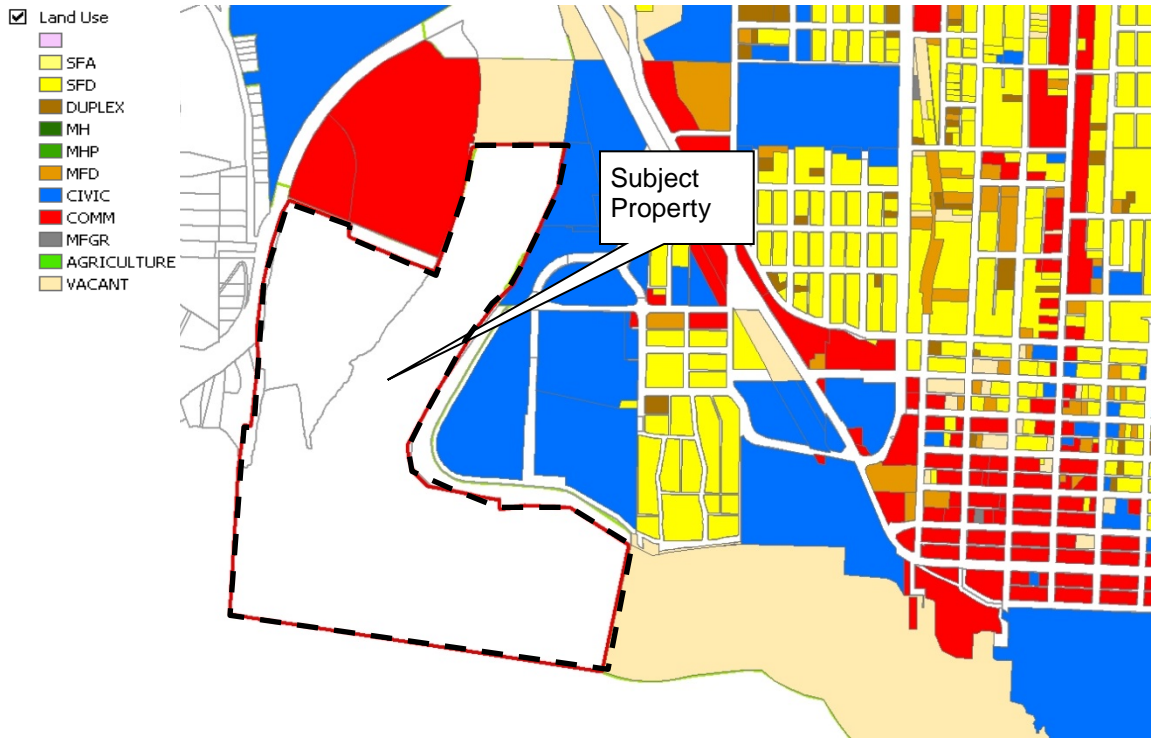 Land Use
SFA
SFD
DUPLEX
MH
MHP
MFD
CIVIC
COMM
MFGR
AGRICULTURE
VACANT
Subject
Property